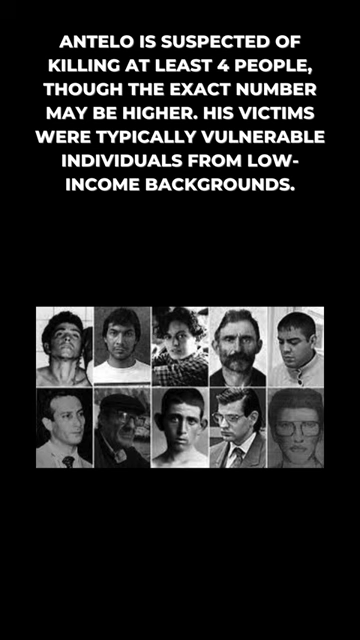 ANTELO IS SUSPECTED OF
KILLING AT LEAST 4 PEOPLE,
THOUGH THE EXACT NUMBER
MAY BE HIGHER. HIS VICTIMS
WERE TYPICALLY VULNERABLE
INDIVIDUALS FROM LOW-
INCOME BACKGROUNDS.